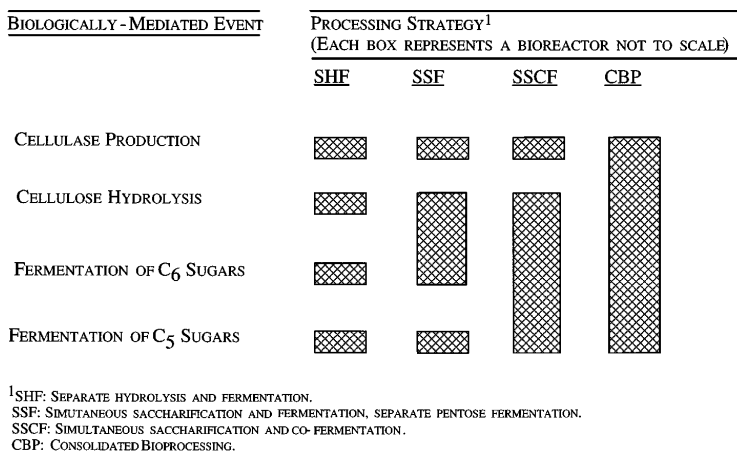 BIOLOGICALLY-MEDIATED EVENT
PROCESSING STRATEGY1
(EACH BOX REPRESENTS A BIOREACTOR NOT TO SCALE)
SHF SSF SSCF CBP
CELLULASE PRODUCTION
CELLULOSE HYDROLYSIS
FERMENTATION OF C6 SUGARS
FERMENTATION OF C5 SUGARS
1SHF: SEPARATE HYDROLYSIS AND FERMENTATION.
SSF: SIMUTANEOUS SACCHARIFICATION AND FERMENTATION, SEPARATE PENTOSE FERMENTATION.
SSCF: SIMULTANEOUS SACCHARIFICATION AND CO-FERMENTATION.
CBP: CONSOLIDATED BIOPROCESSING.